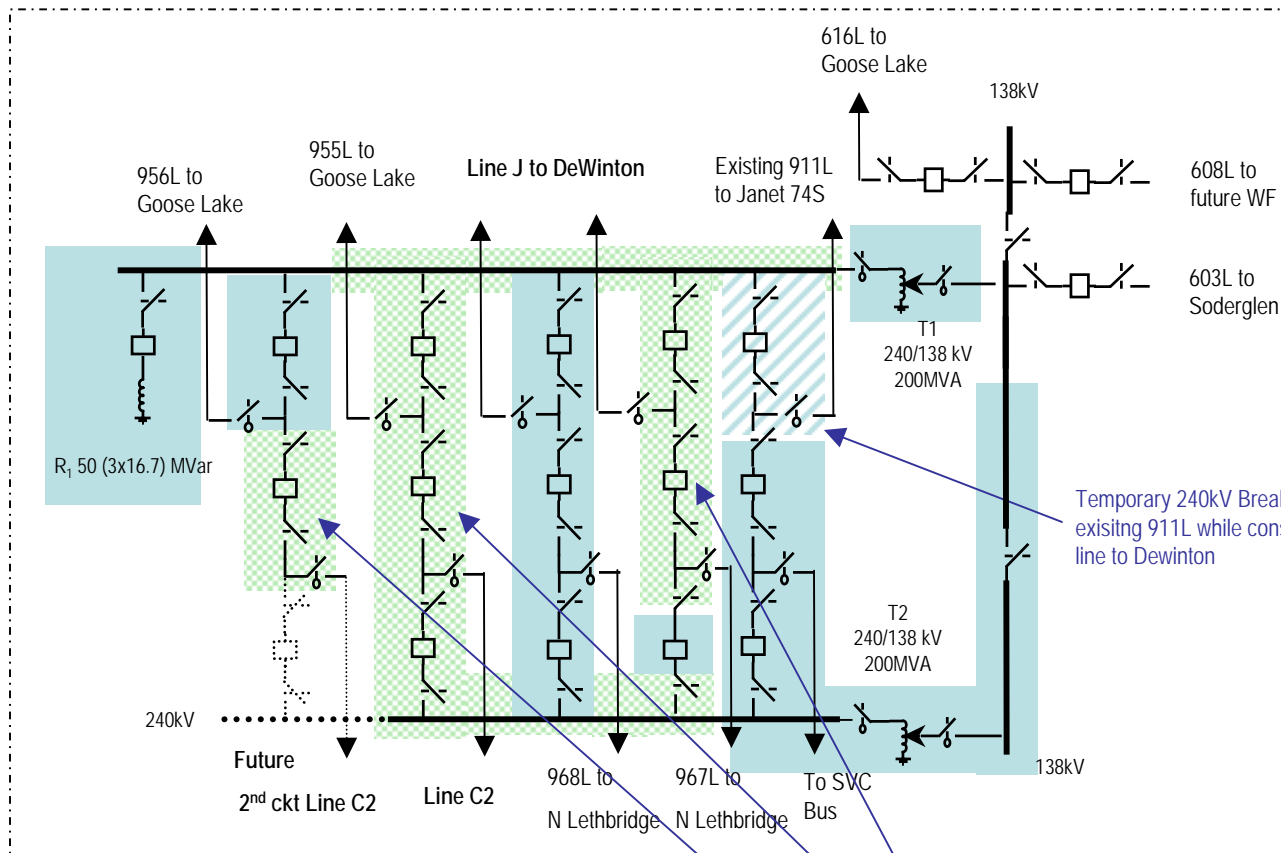 616L to
Goose Lake
138kV
956L to
Goose Lake
955L to
Goose Lake
Line J to DeWinton
Existing 911L
to Janet 74S
608L to
future WF
603L to
Soderglen
T1
240/138 kV
200MVA
R1 50 (3x16.7) MVar
Temporary 240kV Break
exisitng 911L while cons
line to Dewinton
T2
240/138 kV
200MVA
240kV
138kV
Future
2nd ckt Line C2
Line C2
968L to
N Lethbridge
967L to
N Lethbridge
To SVC
Bus